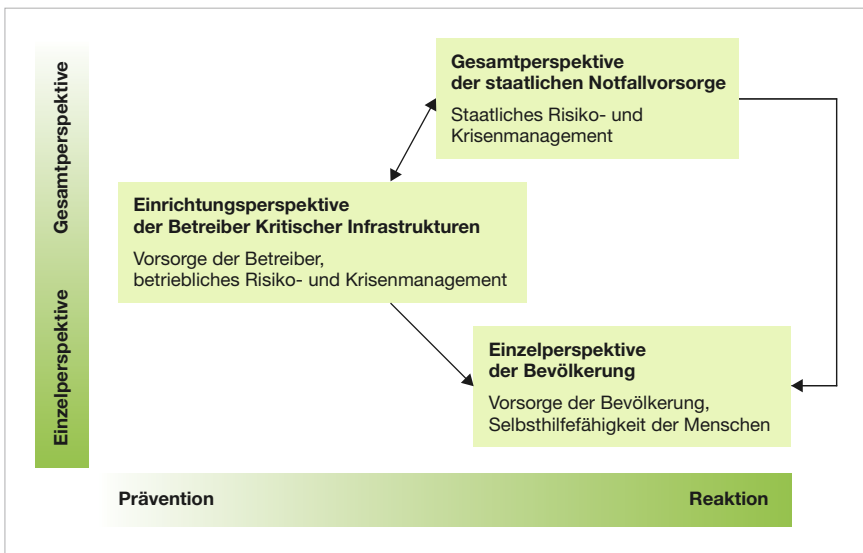 Gesamtperspektive
Einzelperspektive
Gesamtperspektive
der staatlichen Notfallvorsorge
Staatliches Risiko- und
Krisenmanagement
Einrichtungsperspektive
der Betreiber Kritischer Infrastrukturen
Vorsorge der Betreiber,
betriebliches Risiko- und Krisenmanagement
Einzelperspektive
der Bevölkerung
Vorsorge der Bevölkerung,
Selbsthilfefähigkeit der Menschen
Prävention
Reaktion